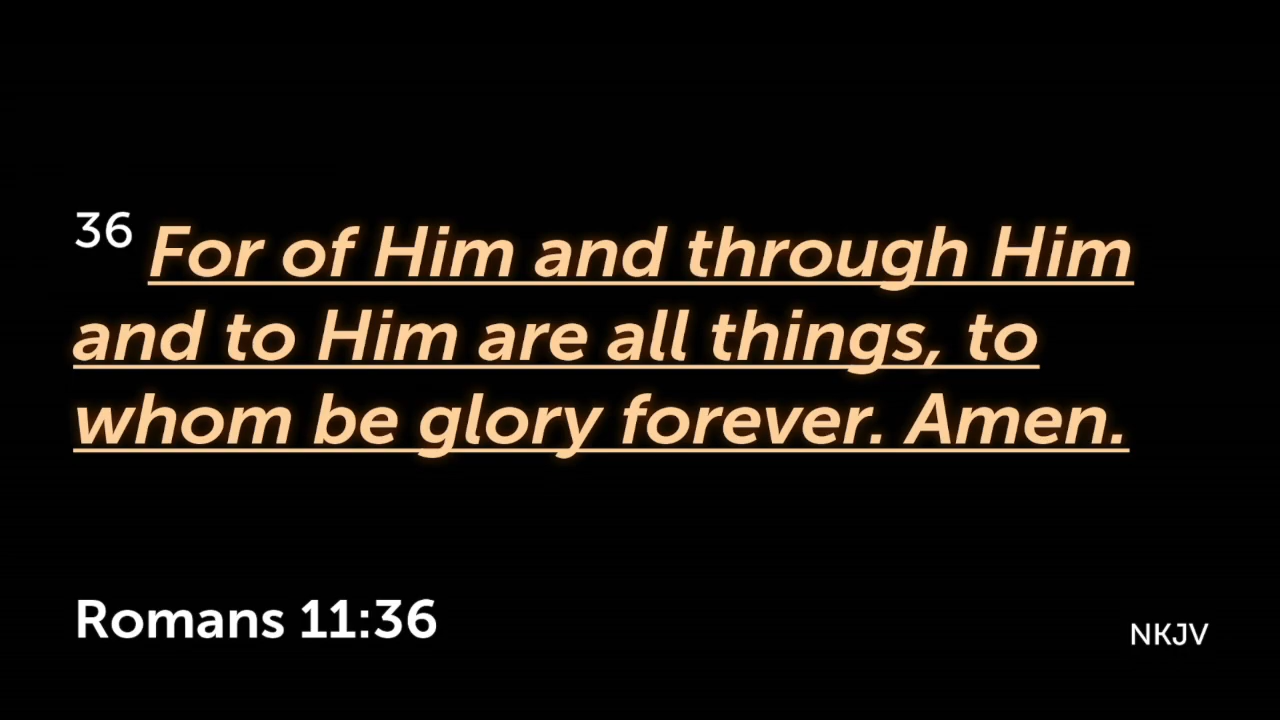 36 For of Him and through Him
and to Him are all things, to
whom be glory forever. Amen.
Romans 11:36
NKJV